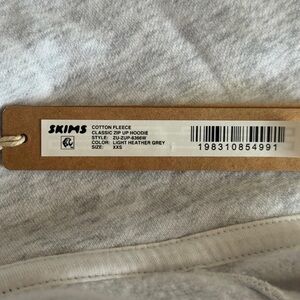 SKIMS
COTTON FLEECE
CLASSIC ZIP UP HOODIE
STYLE: ZU-ZUP-8366W
COLOR: LIGHT HEATHER GREY
SIZE: XXS
198310854991